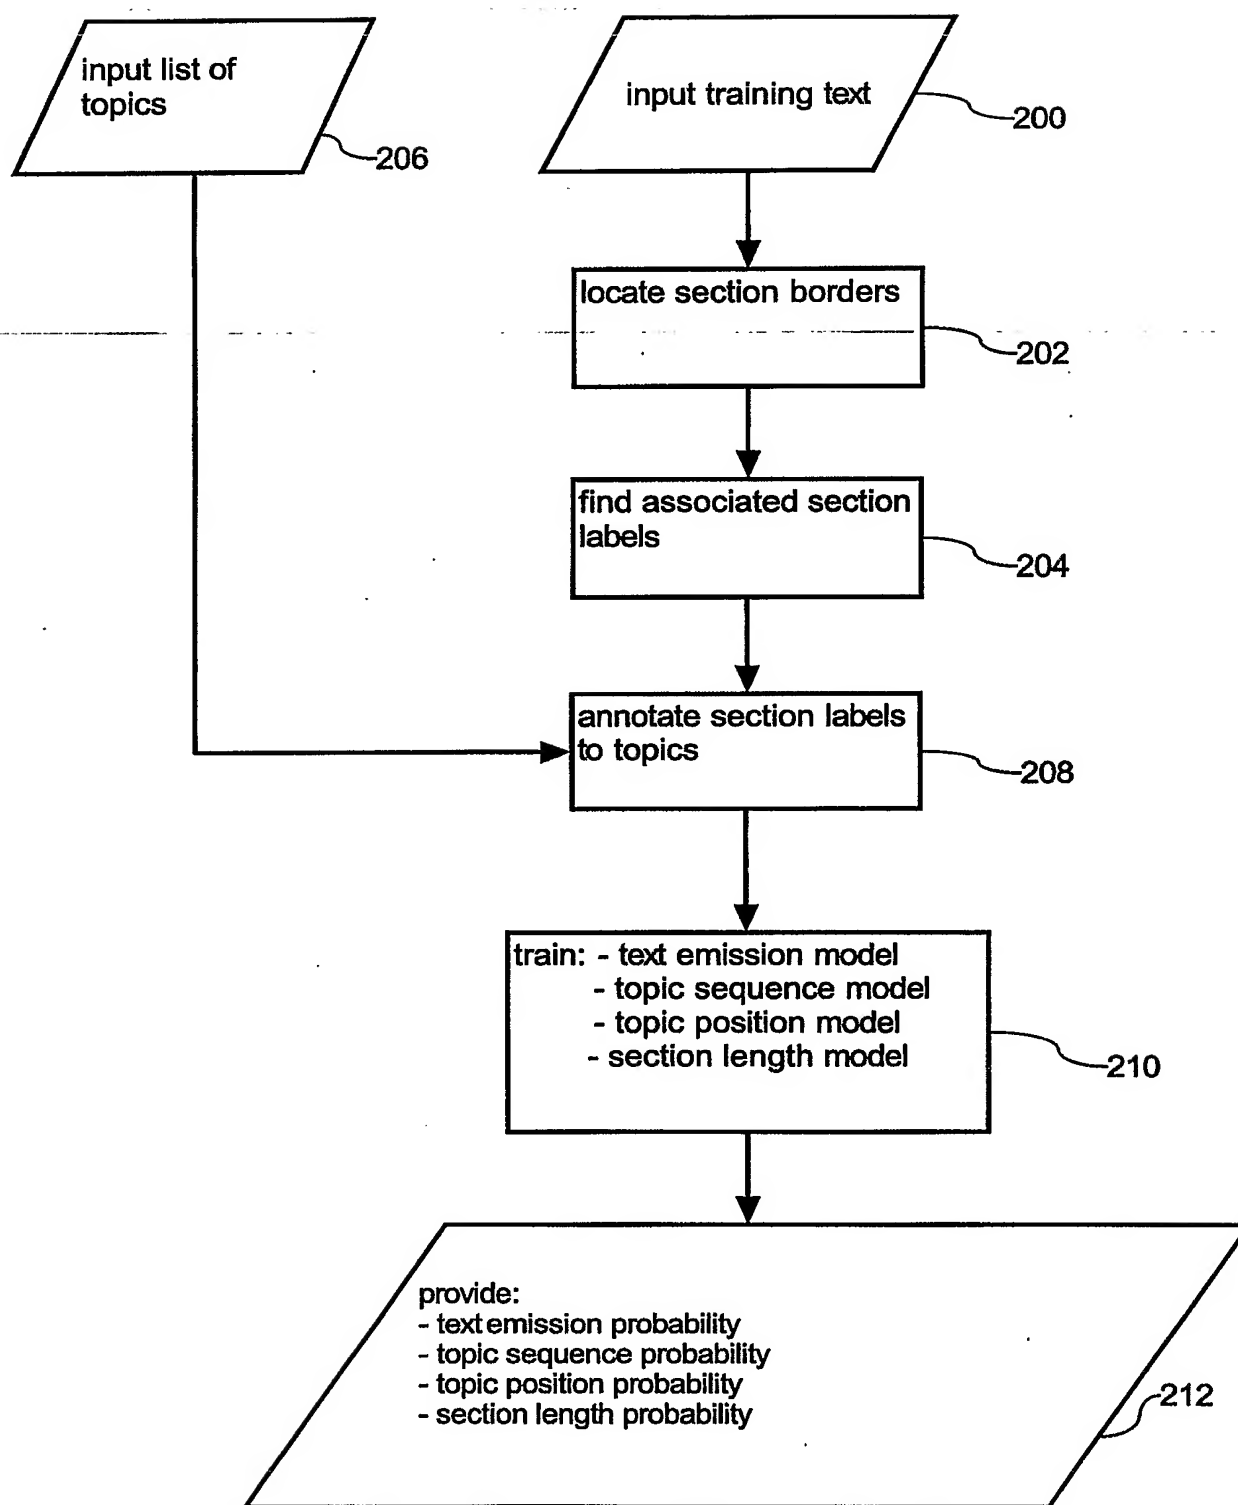 input list of
topics
206
input training text
200
locate section borders
202
find associated section
labels
204
annotate section labels
to topics
208
train: - text emission model
- topic sequence model
- topic position model
- section length model
210
provide:
- text emission probability
- topic sequence probability
- topic position probability
- section length probability
212